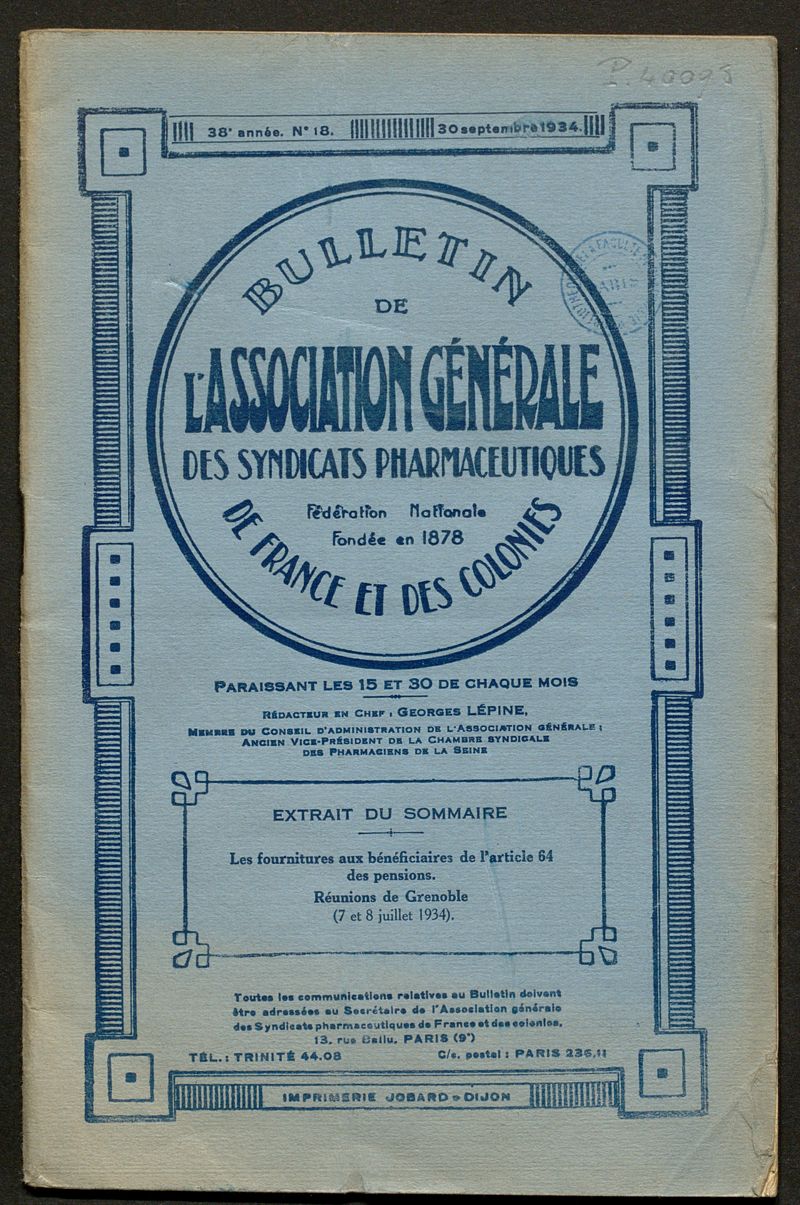 P. 40095
38e année. N° 18. 30 septembre 1934.
BULLETIN
DE
L'ASSOCIATION GÉNÉRALE
DES SYNDICATS PHARMACEUTIQUES
Fédération Nationale
Fondée en 1878
DE FRANCE ET DES COLONIES
PARAISSANT LES 15 ET 30 DE CHAQUE MOIS
RÉDACTEUR EN CHEF : GEORGES LÉPINE,
MEMBRE DU CONSEIL D'ADMINISTRATION DE L'ASSOCIATION GÉNÉRALE ;
ANCIEN VICE-PRÉSIDENT DE LA CHAMBRE SYNDICALE
DES PHARMACIENS DE LA SEINE
EXTRAIT DU SOMMAIRE
Les fournitures aux bénéficiaires de l'article 64
des pensions.
Réunions de Grenoble
(7 et 8 juillet 1934).
Toutes les communications relatives au Bulletin doivent
être adressées au Secrétaire de l'Association générale
des Syndicats pharmaceutiques de France et des colonies,
13, rue Ballu, PARIS (9e)
TÉL.: TRINITÉ 44.08 C/c. postal : PARIS 236.11
IMPRIMERIE JOBARD - DIJON